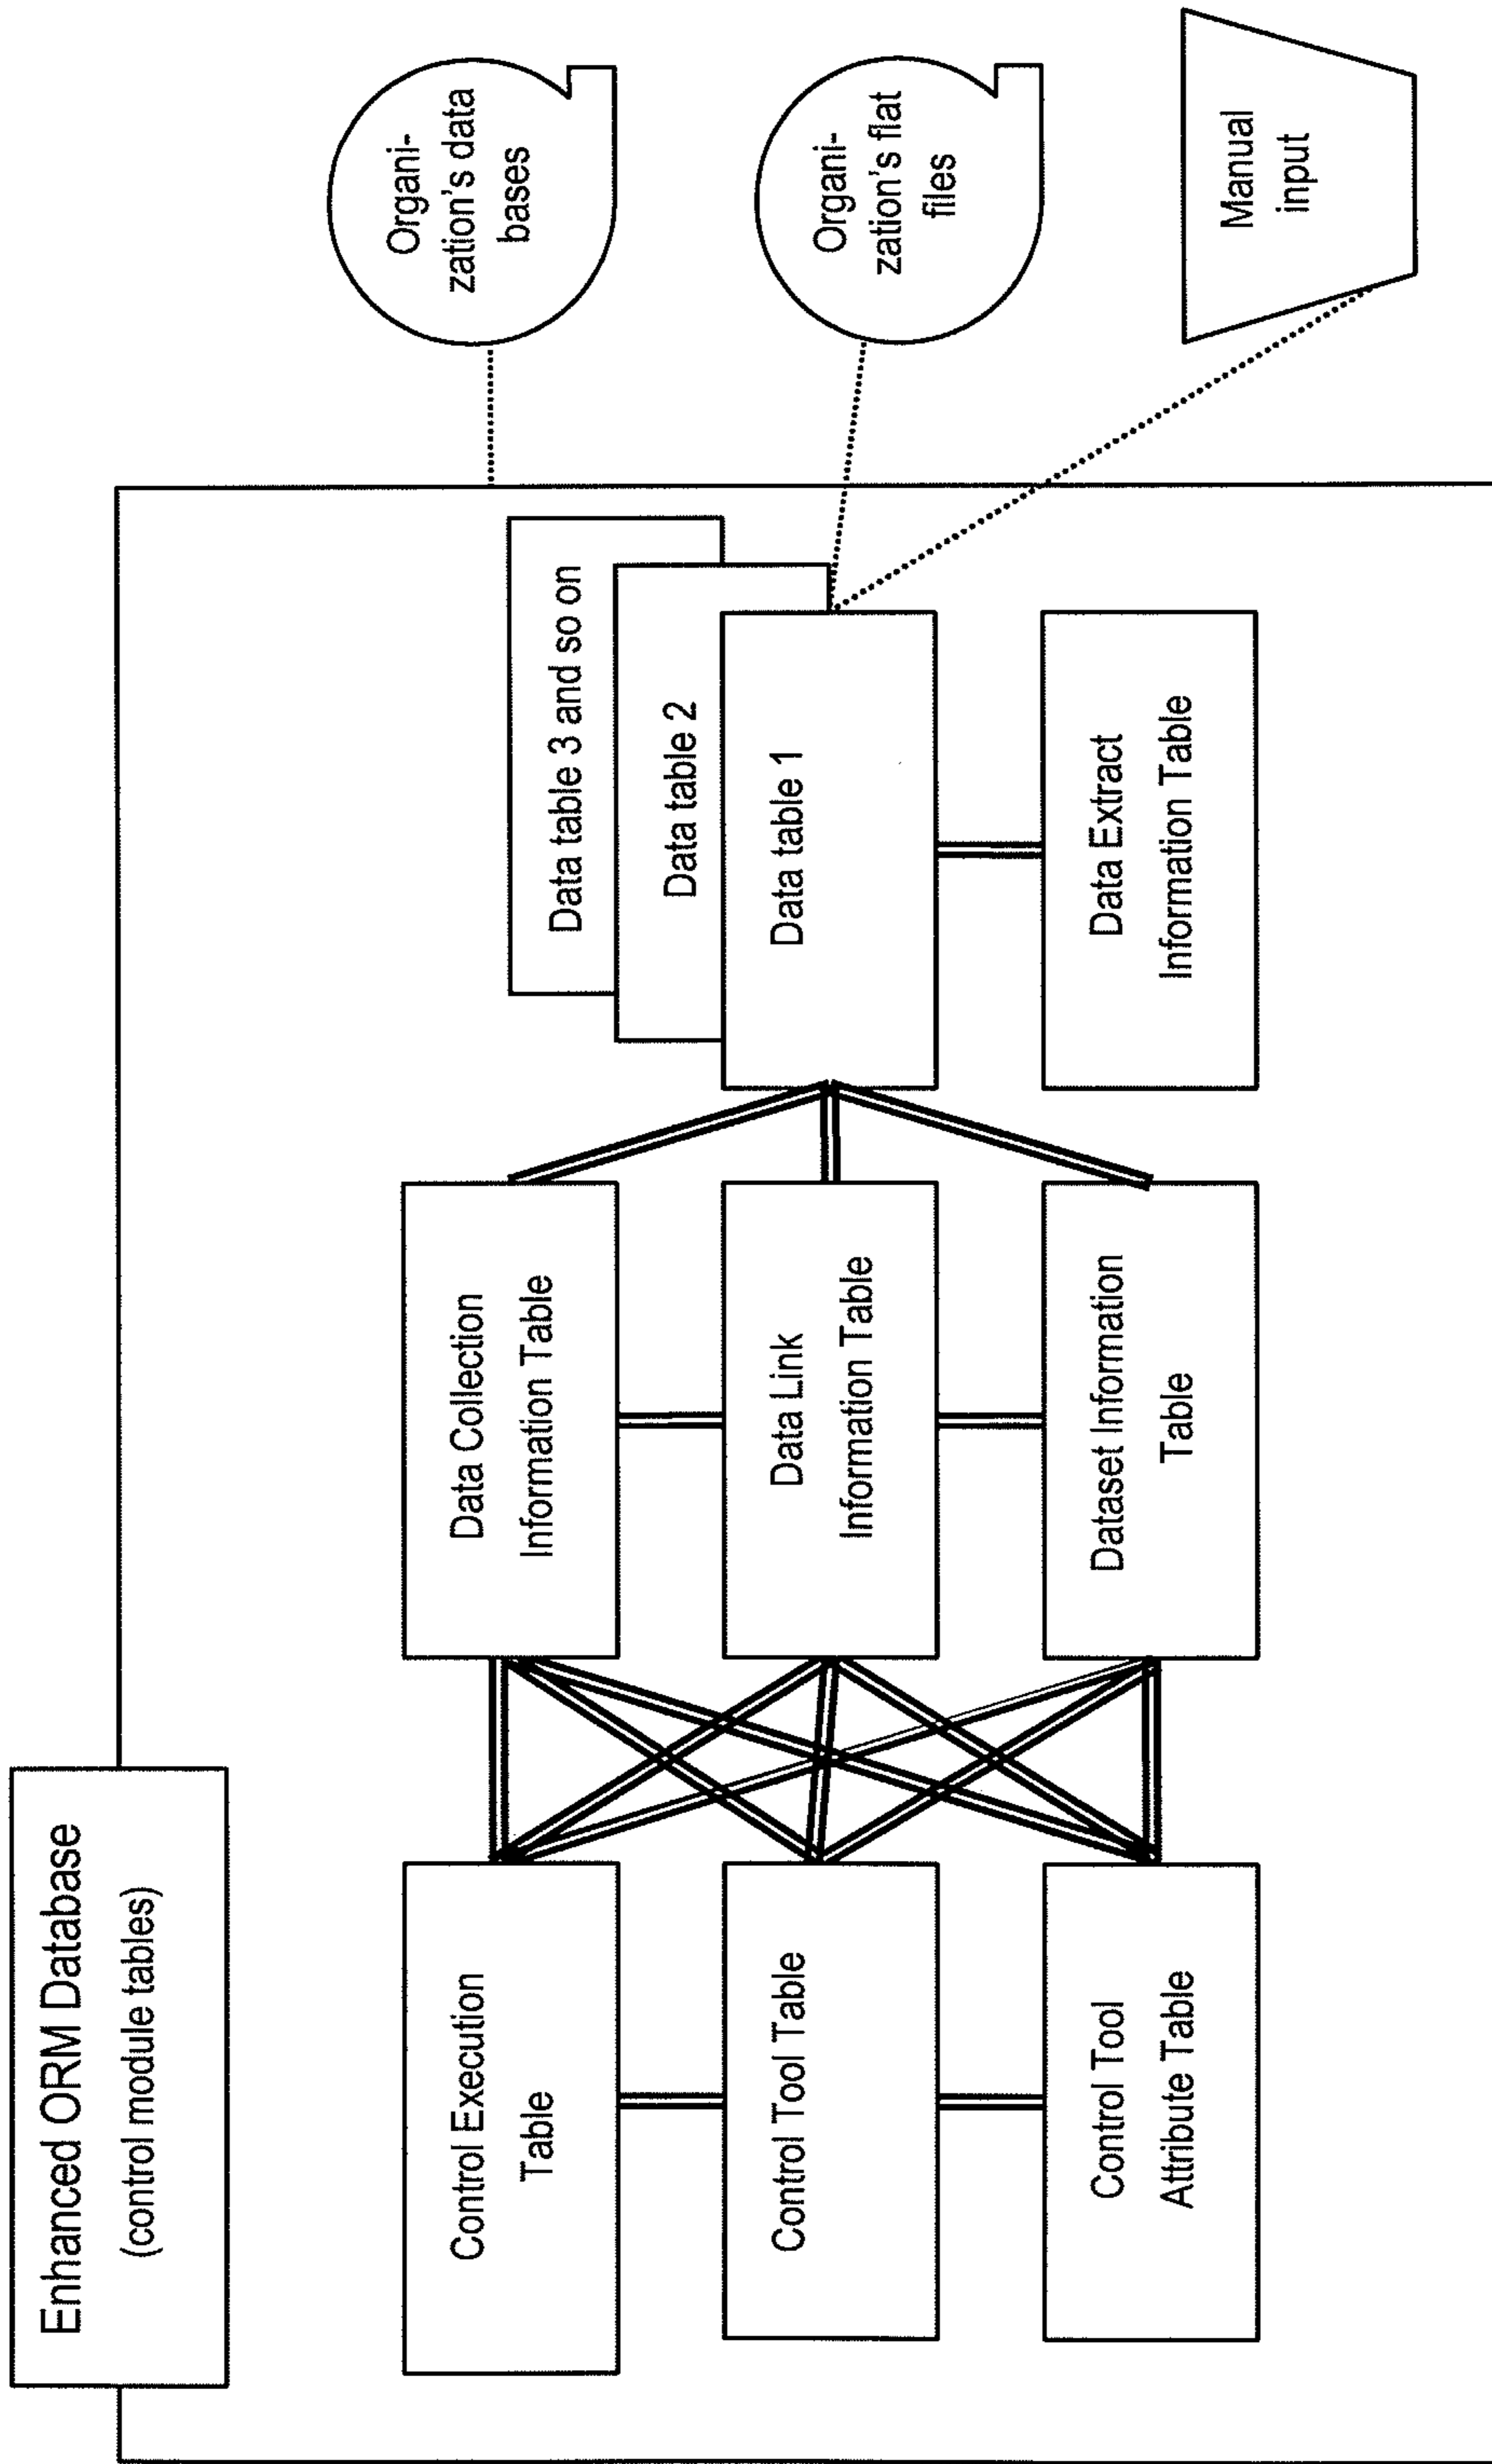 Enhanced ORM Database
(control module tables)
Control Execution
Table
Control Tool Table
Control Tool
Attribute Table
Data Collection
Information Table
Data Link
Information Table
Dataset Information
Table
Data table 3 and so on
Data table 2
Data table 1
Data Extract
Information Table
Organi-
zation's data
bases
Organi-
zation's flat
files
Manual
input